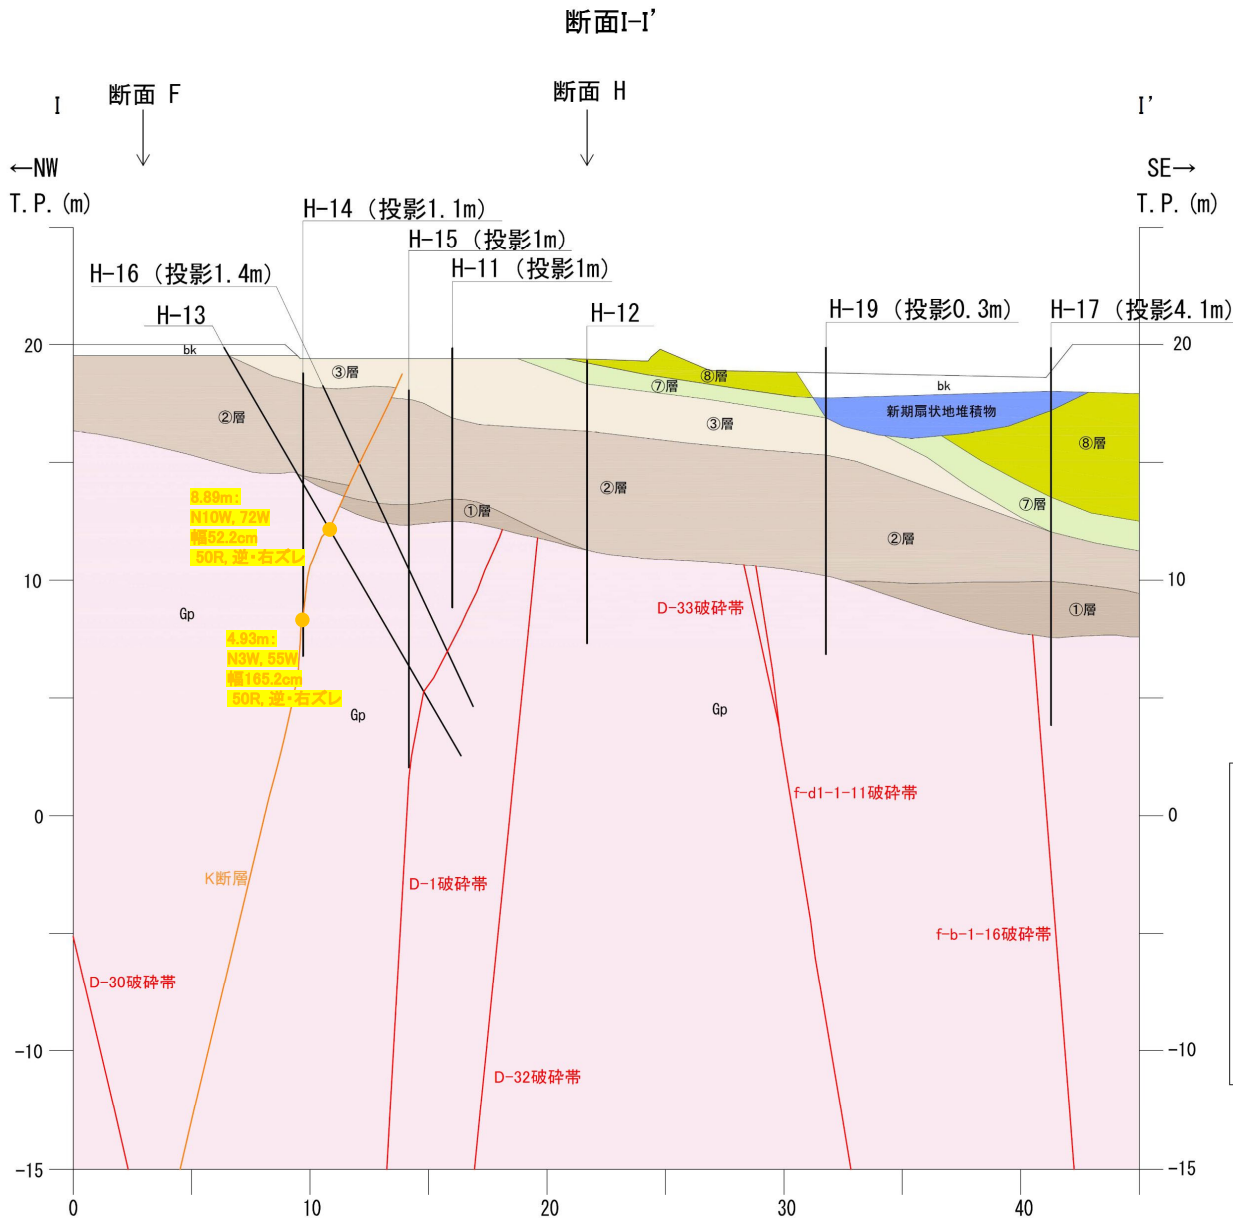 断面I-I'
I
断面 F
断面 H
I'
←NW
SE→
T.P.(m)
T.P.(m)
H-14 (投影1.1m)
H-15 (投影1m)
H-11 (投影1m)
H-16 (投影1.4m)
H-13
H-12
H-19 (投影0.3m)
H-17 (投影4.1m)
20
20
bk
③層
⑧層
⑦層
bk
新期扇状地堆積物
②層
③層
⑧層
②層
⑦層
8.89m:
N10W, 72W
幅52.2cm
50R, 逆・右ズレ
①層
②層
10
10
Gp
D-33破砕帯
①層
4.93m:
N3W, 55W
幅165.2cm
50R, 逆・右ズレ
Gp
Gp
f-d1-1-11破砕帯
0
0
K断層
D-1破砕帯
f-b-1-16破砕帯
D-30破砕帯
-10
-10
D-32破砕帯
-15
-15
0
10
20
30
40